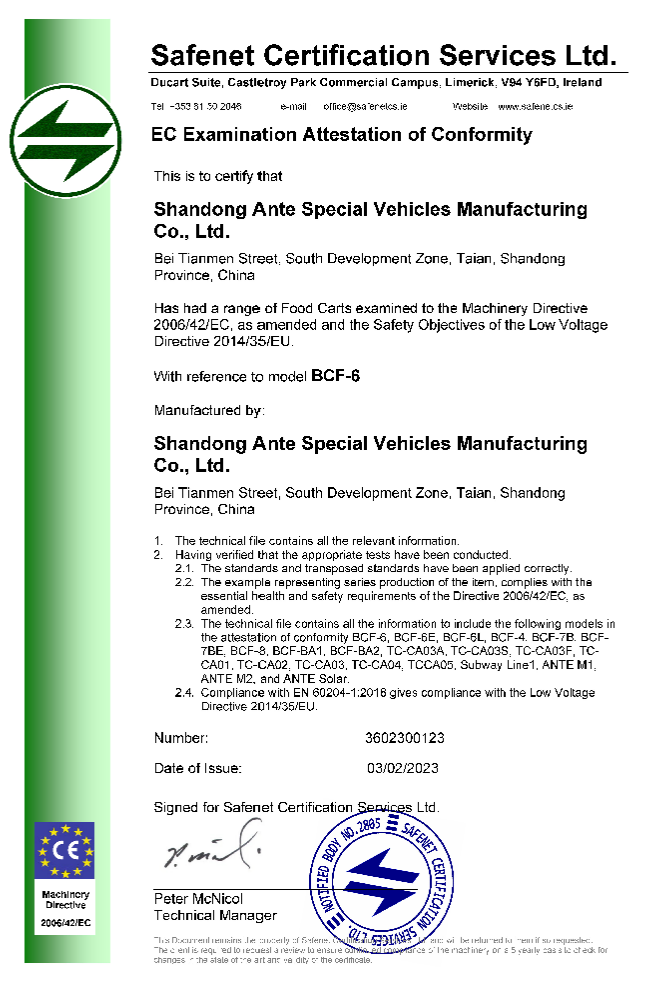 Safenet Certification Services Ltd.
Ducart Suite, Castletroy Park Commercial Campus, Limerick, V94 Y6FD, Ireland
Tel +353 61 50 2046 e-mail office@safenetcs.ie Website www.safene.cs.ie
EC Examination Attestation of Conformity
This is to certify that
Shandong Ante Special Vehicles Manufacturing
Co., Ltd.
Bei Tianmen Street, South Development Zone, Taian, Shandong
Province, China
Has had a range of Food Carts examined to the Machinery Directive
2006/42/EC, as amended and the Safety Objectives of the Low Voltage
Directive 2014/35/EU.
With reference to model BCF-6
Manufactured by:
Shandong Ante Special Vehicles Manufacturing
Co., Ltd.
Bei Tianmen Street, South Development Zone, Taian, Shandong
Province, China
1. The technical file contains all the relevant information.
2. Having verified that the appropriate tests have been conducted.
2.1. The standards and transposed standards have been applied correctly.
2.2. The example representing series production of the item, complies with the
essential health and safety requirements of the Directive 2006/42/EC, as
amended.
2.3. The technical file contains all the information to include the following models in
the attestation of conformity BCF-6, BCF-6E, BCF-6L, BCF-4. BCF-7B. BCF-
7BE, BCF-8, BCF-BA1, BCF-BA2, TC-CA03A, TC-CA03S, TC-CA03F, TC-
CA01, TC-CA02, TC-CA03, TC-CA04, TCCA05, Subway Line1, ANTE M1,
ANTE M2, and ANTE Solar.
2.4. Compliance with EN 60204-1:2018 gives compliance with the Low Voltage
Directive 2014/35/EU.
Number: 3602300123
Date of Issue: 03/02/2023
Signed for Safenet Certification Services Ltd.
NOTIFIED BODY NO.2805 SAFENET CERTIFICATION SERVICES LTD.
CE
Machinery
Directive
2006/42/EC
Peter McNicol
Technical Manager
This Document remains the property of Safenet Certification and will be returned to them if so requested.
The client is required to request a review to ensure continued compliance of the machinery on a 5 yearly basis to check for
changes in the state of the art and validity of the certificate.